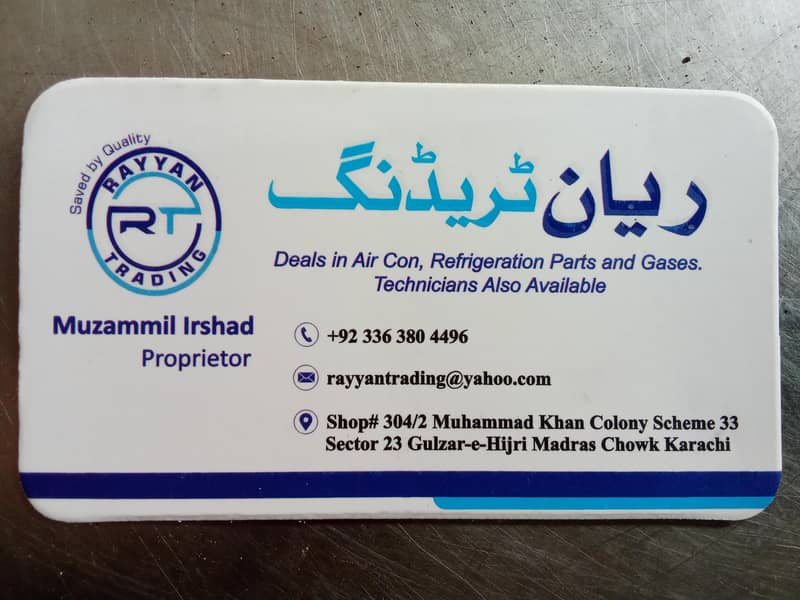 Saved by Quality
RAYYAN
RT
TRADING
ریان ٹریڈنگ
Deals in Air Con, Refrigeration Parts and Gases.
Technicians Also Available
Muzammil Irshad
Proprietor
+92 336 380 4496
rayyantrading@yahoo.com
Shop# 304/2 Muhammad Khan Colony Scheme 33
Sector 23 Gulzar-e-Hijri Madras Chowk Karachi